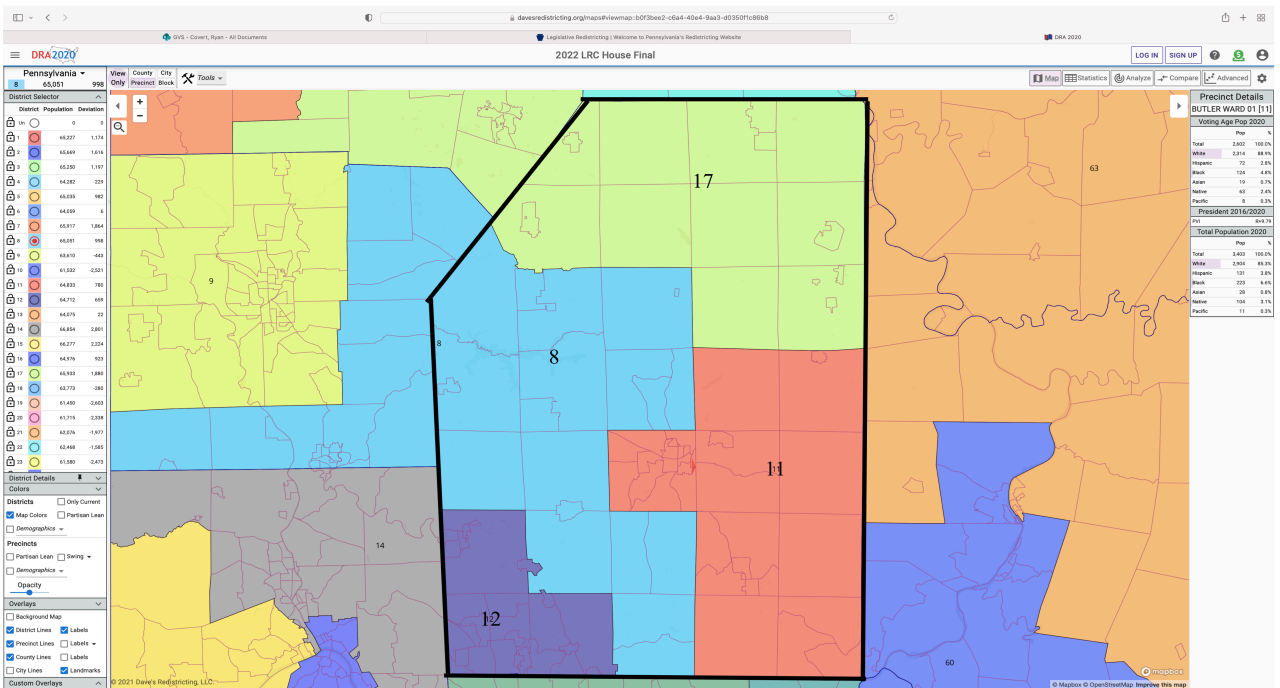 davesredistricting.org/maps#viewmap::b0f3bee2-c6a4-40e4-9aa3-d0350f1c86b8
GVS - Covert, Ryan - All Documents
Legislative Redistricting | Welcome to Pennsylvania's Redistricting Website
DRA 2020
DRA2020
2022 LRC House Final
LOG IN
SIGN UP
Pennsylvania
8 65,051 998
View Only
County City
Precinct Block
Tools
Map
Statistics
Analyze
Compare
Advanced
District Selector
District Population Deviation
Un 0 0
1 65,227 1,174
2 65,669 1,616
3 65,250 1,197
4 64,282 229
5 65,035 982
6 64,059 6
7 65,917 1,864
8 65,051 998
9 63,610 -443
10 61,532 -2,521
11 64,833 780
12 64,712 659
13 64,075 22
14 66,854 2,801
15 66,277 2,224
16 64,976 923
17 65,933 1,880
18 63,773 -280
19 61,450 -2,603
20 61,715 -2,338
21 62,076 -1,977
22 62,468 -1,585
23 61,580 -2,473
District Details
Colors
Districts
Only Current
Map Colors
Partisan Lean
Demographics
Precincts
Partisan Lean
Swing
Demographics
Opacity
Overlays
Background Map
District Lines
Labels
Precinct Lines
Labels
County Lines
Labels
City Lines
Landmarks
Custom Overlays
17
63
9
8
8
11
14
12
60
© 2021 Dave's Redistricting, LLC.
mapbox
© Mapbox © OpenStreetMap Improve this map
Precinct Details
BUTLER WARD 01 [11]
Voting Age Pop 2020
Pop %
Total 2,602 100.0%
White 2,314 88.9%
Hispanic 72 2.8%
Black 124 4.8%
Asian 19 0.7%
Native 63 2.4%
Pacific 8 0.3%
President 2016/2020
PVI R+9.79
Total Population 2020
Pop %
Total 3,403 100.0%
White 2,904 85.3%
Hispanic 131 3.8%
Black 223 6.6%
Asian 28 0.8%
Native 104 3.1%
Pacific 11 0.3%